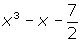 x³ − x − 7/2